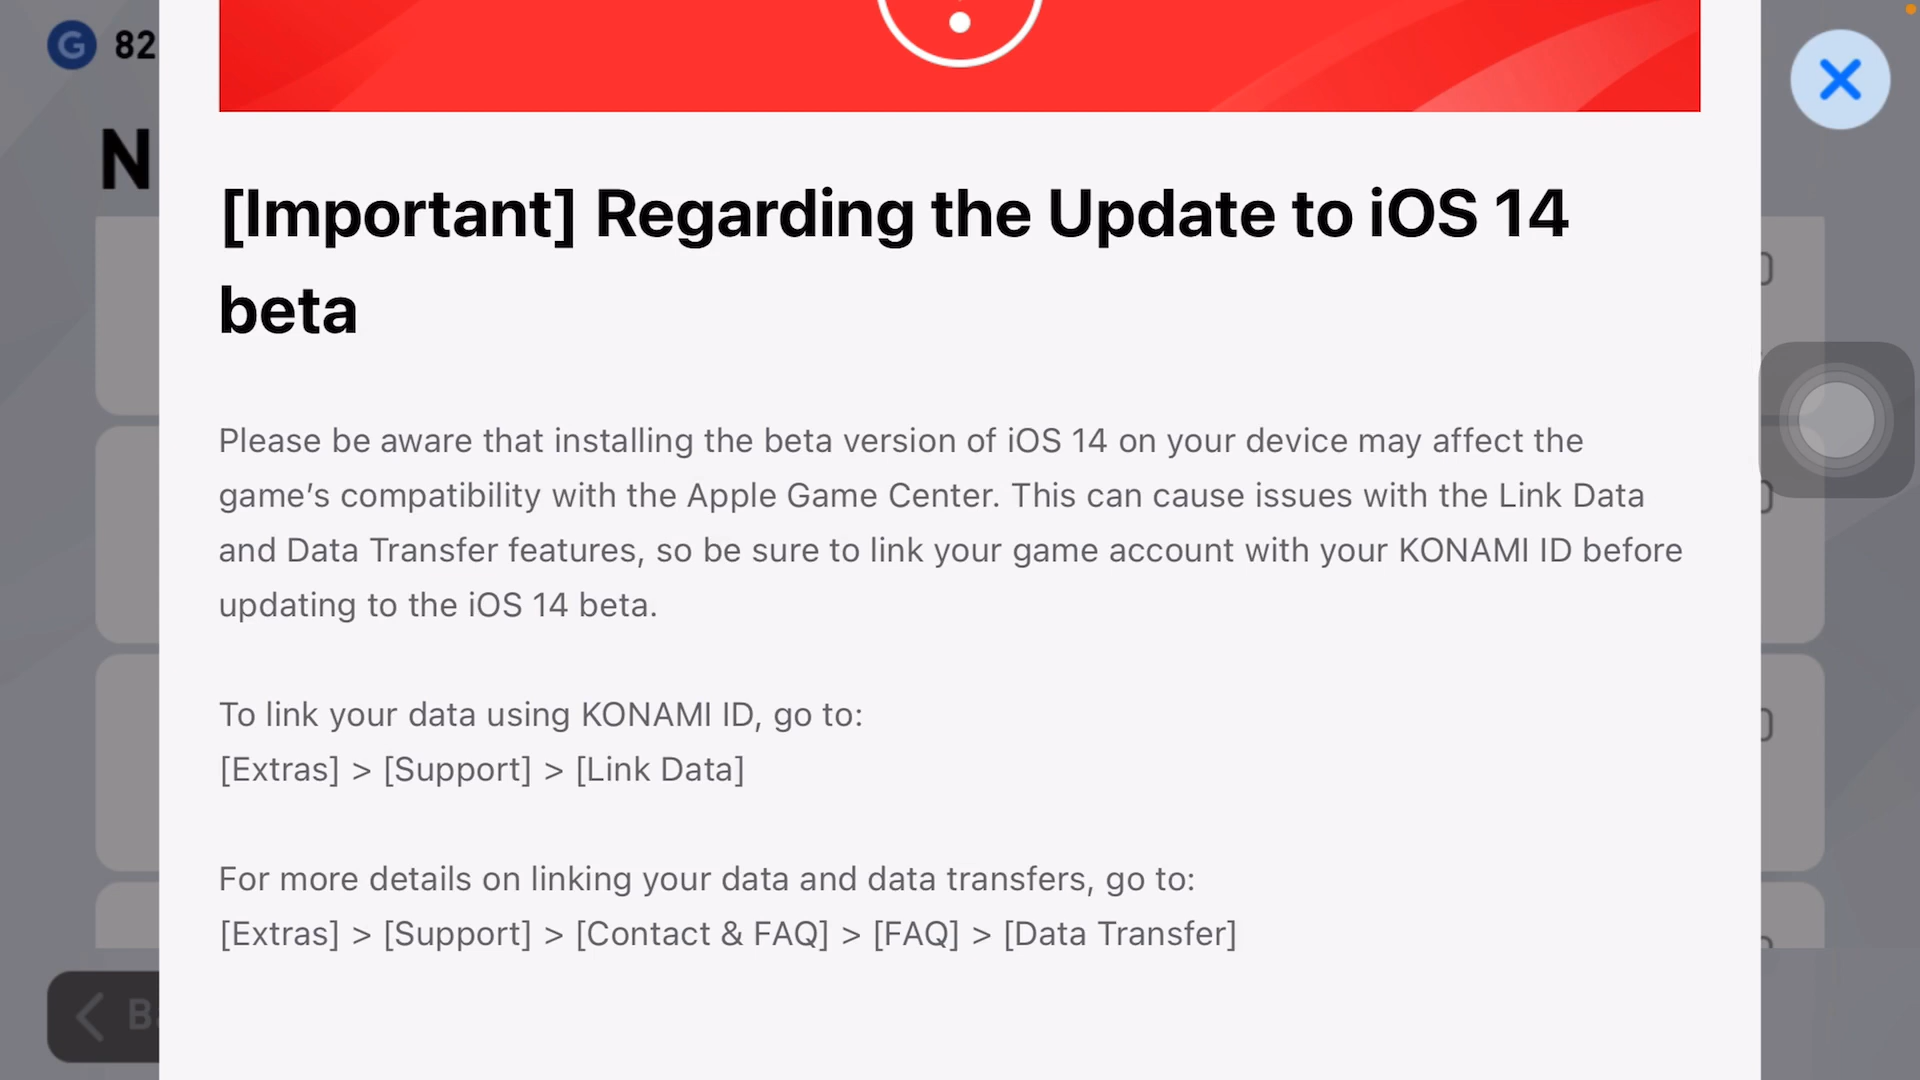 G 82
N
[Important] Regarding the Update to iOS 14
beta
Please be aware that installing the beta version of iOS 14 on your device may affect the
game’s compatibility with the Apple Game Center. This can cause issues with the Link Data
and Data Transfer features, so be sure to link your game account with your KONAMI ID before
updating to the iOS 14 beta.
To link your data using KONAMI ID, go to:
[Extras] > [Support] > [Link Data]
For more details on linking your data and data transfers, go to:
[Extras] > [Support] > [Contact & FAQ] > [FAQ] > [Data Transfer]